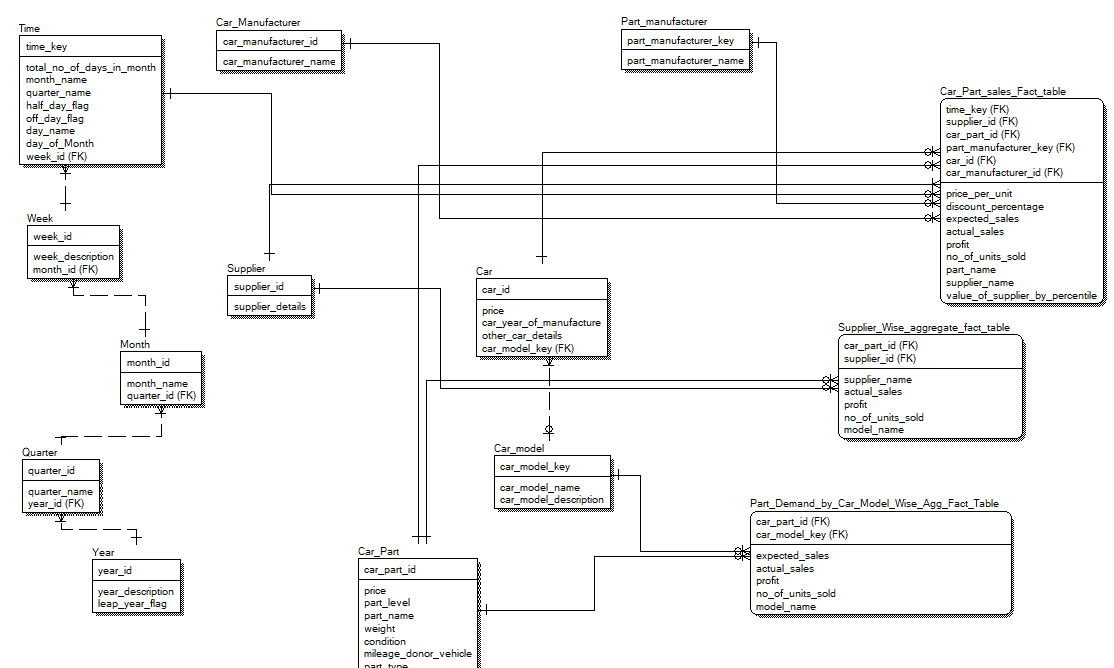 Time
time_key
total_no_of_days_in_month
month_name
quarter_name
half_day_flag
off_day_flag
day_name
day_of_Month
week_id (FK)
Car_Manufacturer
car_manufacturer_id
car_manufacturer_name
Part_manufacturer
part_manufacturer_key
part_manufacturer_name
Car_Part_sales_Fact_table
time_key (FK)
supplier_id (FK)
car_part_id (FK)
part_manufacturer_key (FK)
car_id (FK)
car_manufacturer_id (FK)
price_per_unit
discount_percentage
expected_sales
actual_sales
profit
no_of_units_sold
part_name
supplier_name
value_of_supplier_by_percentile
Week
week_id
week_description
month_id (FK)
Supplier
supplier_id
supplier_details
Car
car_id
price
car_year_of_manufacture
other_car_details
car_model_key (FK)
Supplier_Wise_aggregate_fact_table
car_part_id (FK)
supplier_id (FK)
supplier_name
actual_sales
profit
no_of_units_sold
model_name
Month
month_id
month_name
quarter_id (FK)
Quarter
quarter_id
quarter_name
year_id (FK)
Car_model
car_model_key
car_model_name
car_model_description
Part_Demand_by_Car_Model_Wise_Agg_Fact_Table
car_part_id (FK)
car_model_key (FK)
expected_sales
actual_sales
profit
no_of_units_sold
model_name
Year
year_id
year_description
leap_year_flag
Car_Part
car_part_id
price
part_level
part_name
weight
condition
mileage_donor_vehicle
part_type